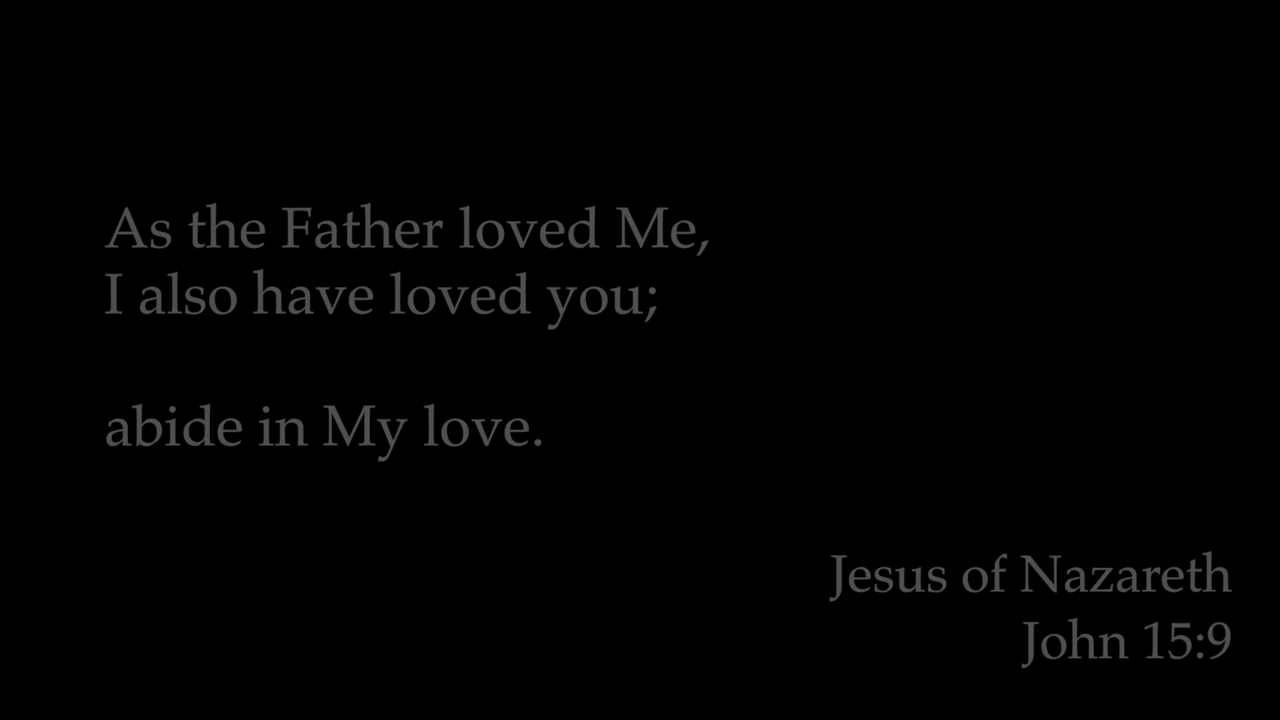 As the Father loved Me,
I also have loved you;
abide in My love.
Jesus of Nazareth
John 15:9